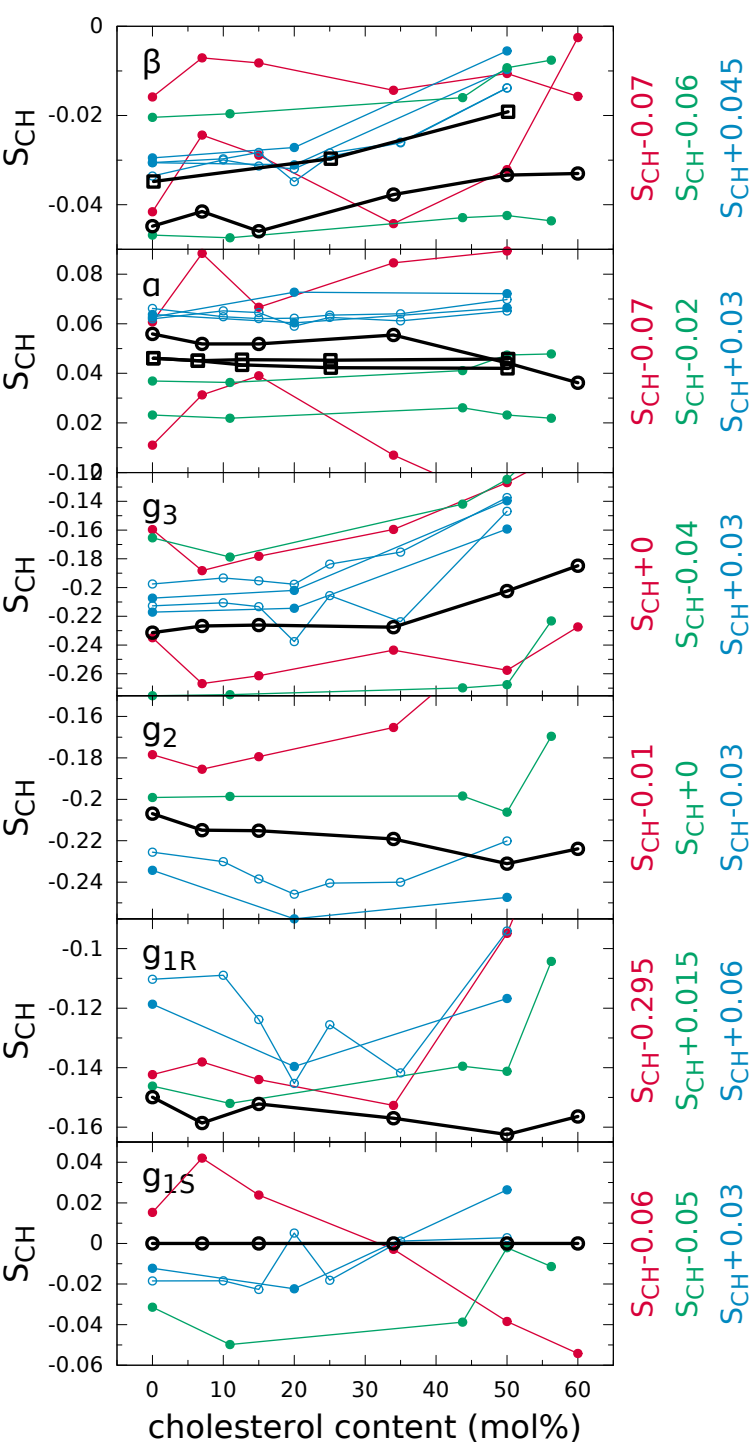 0
-0.02
-0.04
SCH
β
SCH-0.07
SCH-0.06
SCH+0.045
0.08
0.06
0.04
0.02
0
SCH
α
SCH-0.07
SCH-0.02
SCH+0.03
-0.12
-0.14
-0.16
-0.18
-0.2
-0.22
-0.24
-0.26
SCH
g3
SCH+0
SCH-0.04
SCH+0.03
-0.16
-0.18
-0.2
-0.22
-0.24
SCH
g2
SCH-0.01
SCH+0
SCH-0.03
-0.1
-0.12
-0.14
-0.16
SCH
g1R
SCH-0.295
SCH+0.015
SCH+0.06
0.04
0.02
0
-0.02
-0.04
-0.06
SCH
g1S
SCH-0.06
SCH-0.05
SCH+0.03
0 10 20 30 40 50 60
cholesterol content (mol%)